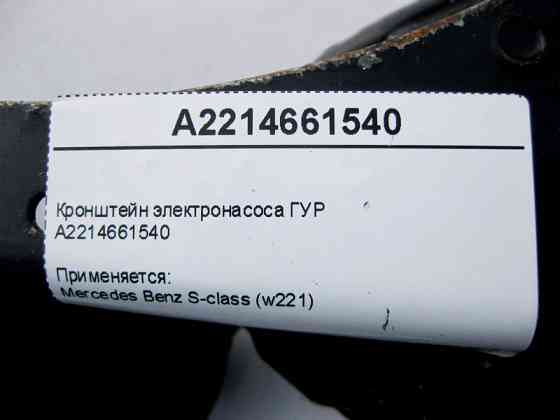 A2214661540
Кронштейн электронасоса ГУР
A2214661540
Применяется:
Mercedes Benz S-class (w221)